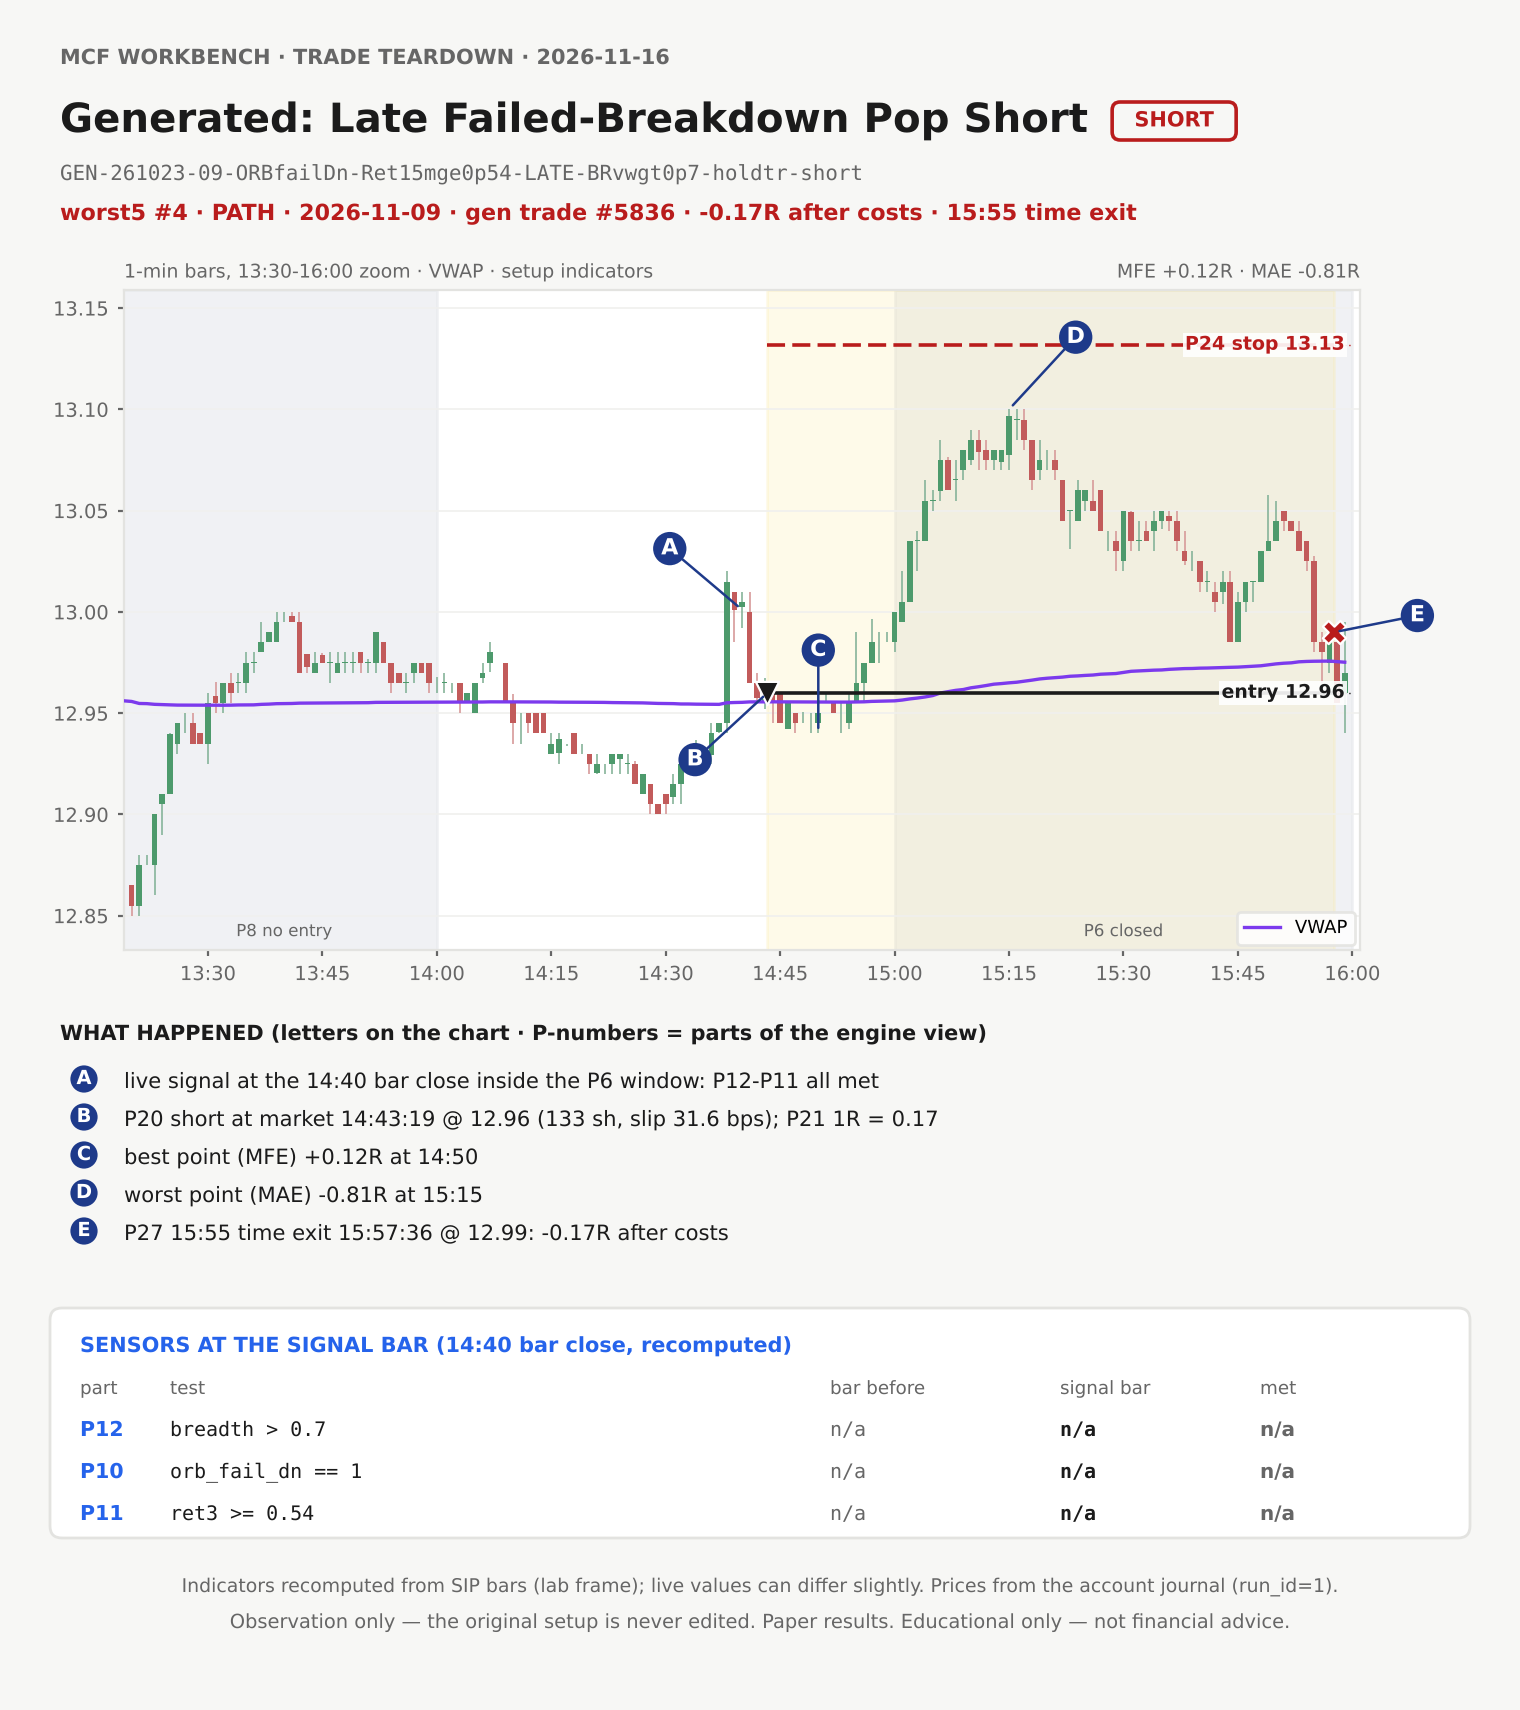 MCF WORKBENCH · TRADE TEARDOWN · 2026-11-16
Generated: Late Failed-Breakdown Pop Short SHORT
GEN-261023-09-ORBfailDn-Ret15mge0p54-LATE-BRvwgt0p7-holdtr-short
worst5 #4 · PATH · 2026-11-09 · gen trade #5836 · -0.17R after costs · 15:55 time exit
1-min bars, 13:30-16:00 zoom · VWAP · setup indicators MFE +0.12R · MAE -0.81R
13.15
D
P24 stop 13.13
13.10
13.05
A
13.00
E
C
entry 12.96
12.95
B
12.90
12.85
P8 no entry P6 closed VWAP
13:30 13:45 14:00 14:15 14:30 14:45 15:00 15:15 15:30 15:45 16:00
WHAT HAPPENED (letters on the chart · P-numbers = parts of the engine view)
A live signal at the 14:40 bar close inside the P6 window: P12-P11 all met
B P20 short at market 14:43:19 @ 12.96 (133 sh, slip 31.6 bps); P21 1R = 0.17
C best point (MFE) +0.12R at 14:50
D worst point (MAE) -0.81R at 15:15
E P27 15:55 time exit 15:57:36 @ 12.99: -0.17R after costs
SENSORS AT THE SIGNAL BAR (14:40 bar close, recomputed)
part test bar before signal bar met
P12 breadth > 0.7 n/a n/a n/a
P10 orb_fail_dn == 1 n/a n/a n/a
P11 ret3 >= 0.54 n/a n/a n/a
Indicators recomputed from SIP bars (lab frame); live values can differ slightly. Prices from the account journal (run_id=1).
Observation only — the original setup is never edited. Paper results. Educational only — not financial advice.